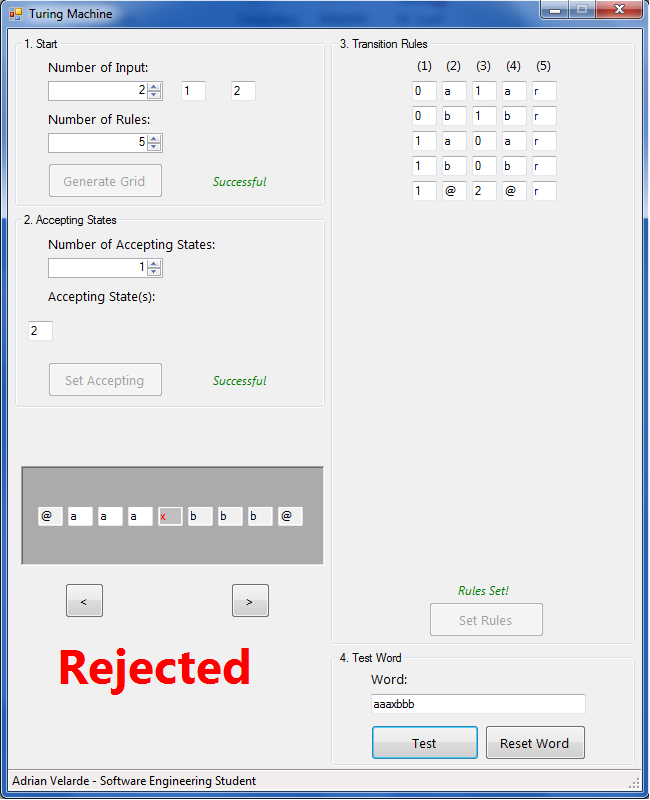 Turing Machine
1. Start
Number of Input:
2 1 2
Number of Rules:
5
Generate Grid Successful
2. Accepting States
Number of Accepting States:
1
Accepting State(s):
2
Set Accepting Successful
@ a a a x b b b @
< >
Rejected
3. Transition Rules
(1) (2) (3) (4) (5)
0 a 1 a r
0 b 1 b r
1 a 0 a r
1 b 0 b r
1 @ 2 @ r
Rules Set!
Set Rules
4. Test Word
Word:
aaaxbbb
Test Reset Word
Adrian Velarde - Software Engineering Student